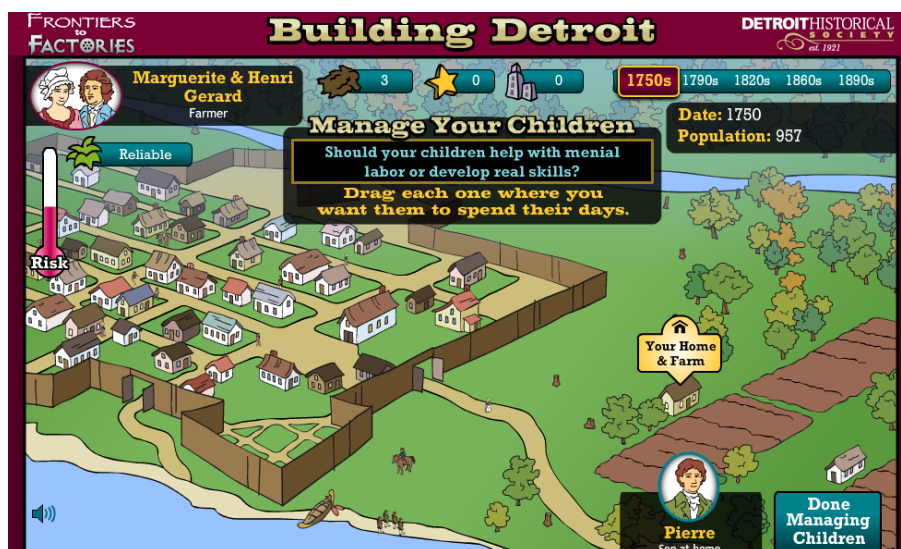 FRONTIERS
to
FACTORIES
Building Detroit
DETROITHISTORICAL
SOCIETY
est. 1921
Marguerite & Henri
Gerard
Farmer
3
0
0
1750s 1790s 1820s 1860s 1890s
Date: 1750
Population: 957
Manage Your Children
Should your children help with menial
labor or develop real skills?
Drag each one where you
want them to spend their days.
Reliable
Risk
Your Home
& Farm
Pierre
Son at home
Done
Managing
Children